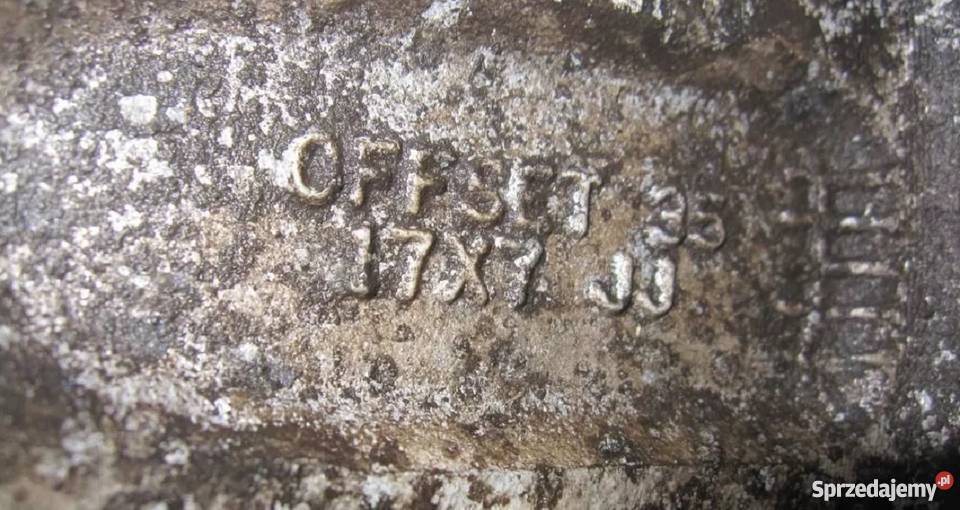 OFFSET 35
17X7 JJ
Sprzedajemy.pl